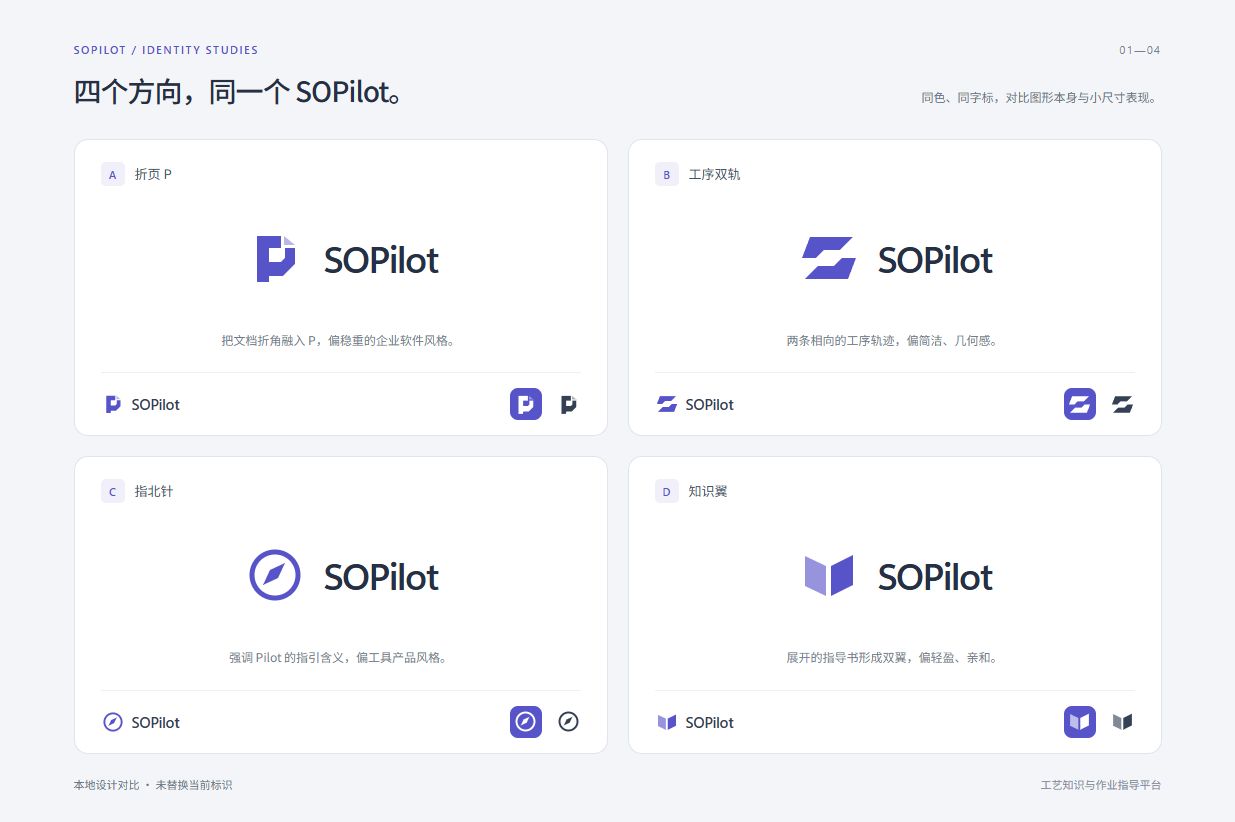 SOPILOT / IDENTITY STUDIES
01—04
四个方向，同一个 SOPilot。
同色、同字标，对比图形本身与小尺寸表现。
A 折页 P
SOPilot
把文档折角融入 P，偏稳重的企业软件风格。
SOPilot
B 工序双轨
SOPilot
两条相向的工序轨迹，偏简洁、几何感。
SOPilot
C 指北针
SOPilot
强调 Pilot 的指引含义，偏工具产品风格。
SOPilot
D 知识翼
SOPilot
展开的指导书形成双翼，偏轻盈、亲和。
SOPilot
本地设计对比 · 未替换当前标识
工艺知识与作业指导平台